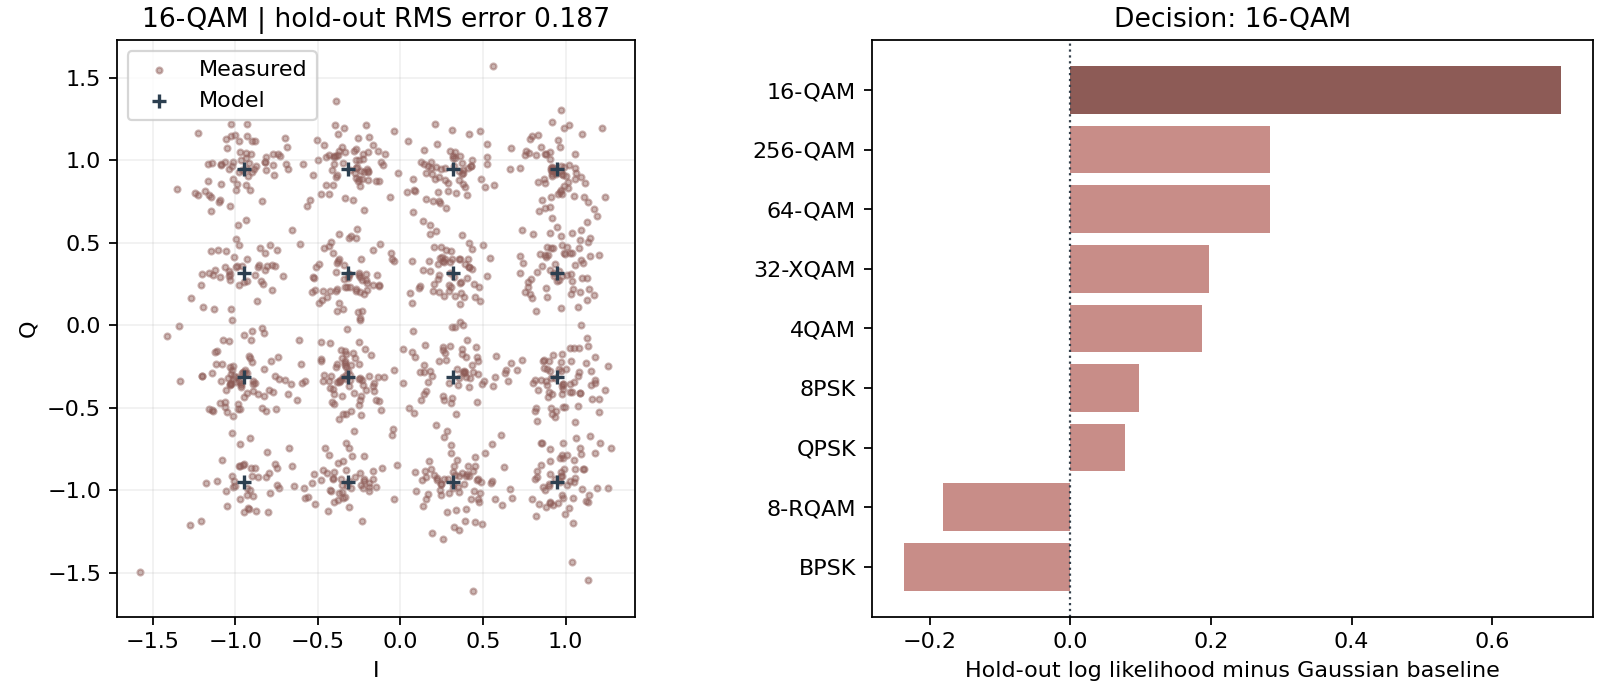 16-QAM | hold-out RMS error 0.187
Measured
Model
1.5
1.0
0.5
0.0
−0.5
−1.0
−1.5
Q
−1.5
−1.0
−0.5
0.0
0.5
1.0
I
Decision: 16-QAM
16-QAM
256-QAM
64-QAM
32-XQAM
4QAM
8PSK
QPSK
8-RQAM
BPSK
−0.2
0.0
0.2
0.4
0.6
Hold-out log likelihood minus Gaussian baseline